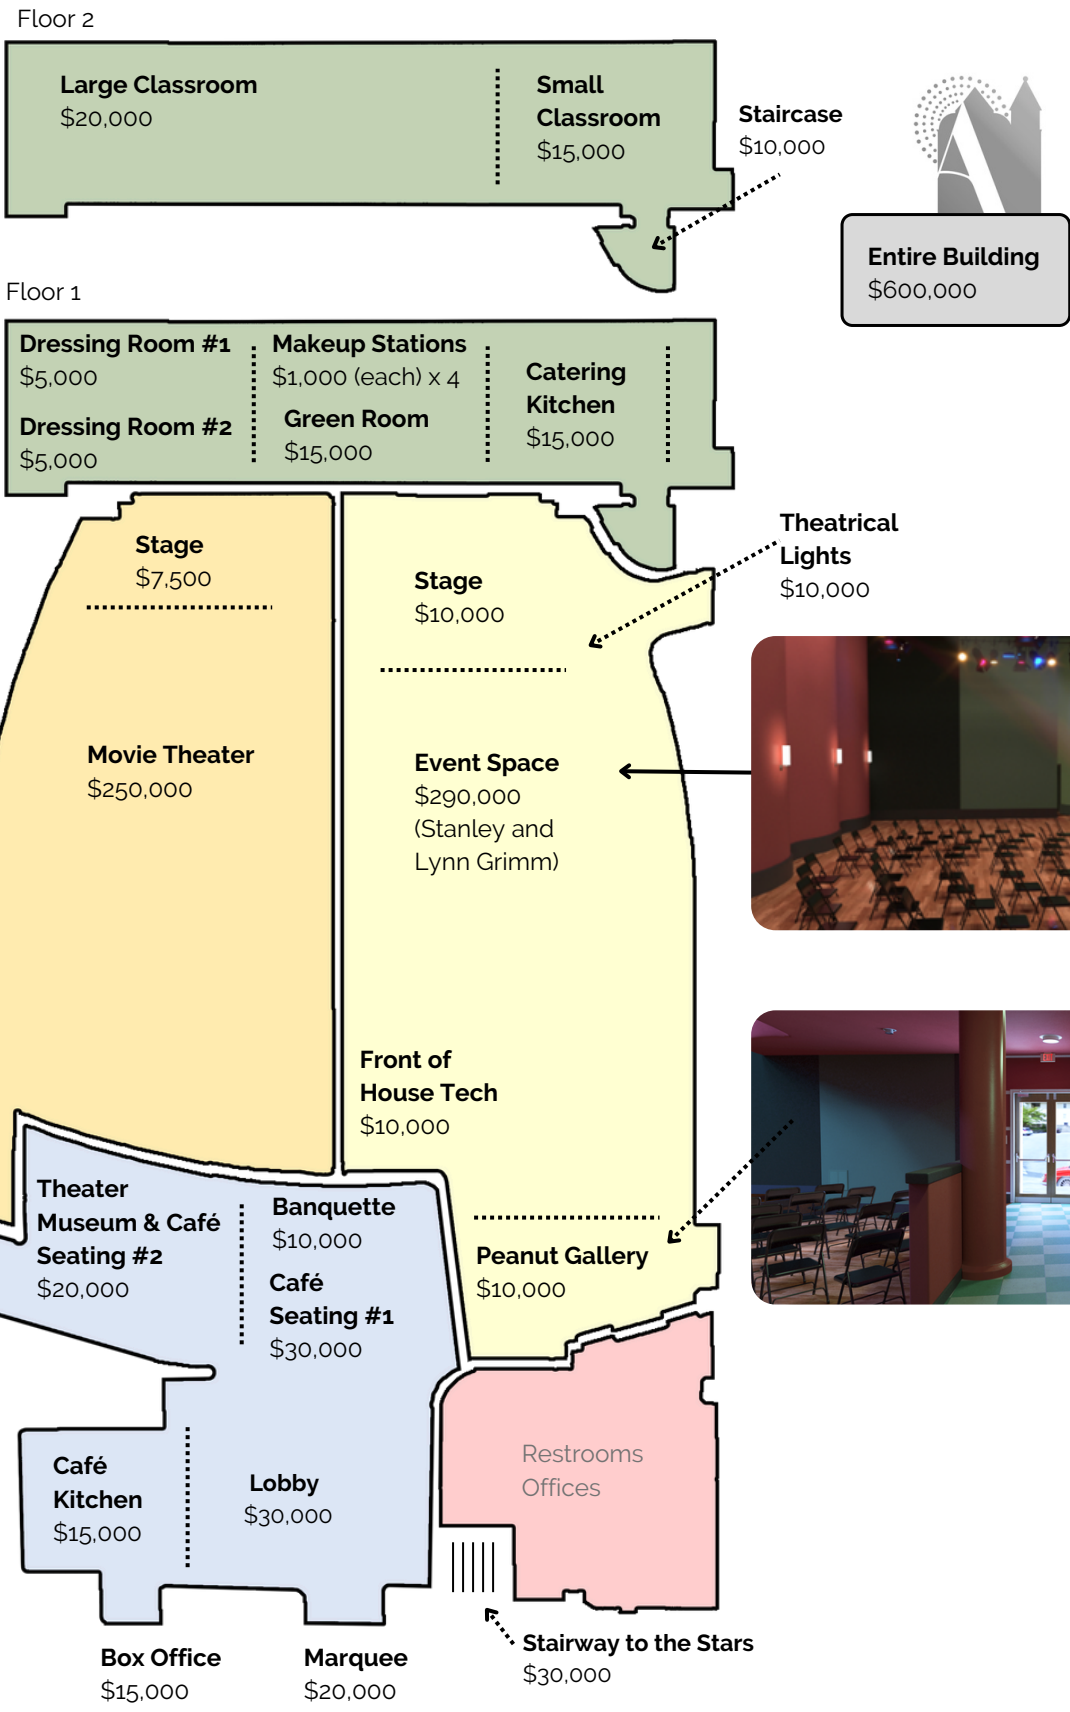 Floor 2
Large Classroom
$20,000
Small
Classroom
$15,000
Staircase
$10,000
Entire Building
$600,000
Floor 1
Dressing Room #1
$5,000
Dressing Room #2
$5,000
Makeup Stations
$1,000 (each) x 4
Green Room
$15,000
Catering
Kitchen
$15,000
Stage
$7,500
Stage
$10,000
Theatrical
Lights
$10,000
Movie Theater
$250,000
Event Space
$290,000
(Stanley and
Lynn Grimm)
Front of
House Tech
$10,000
Theater
Museum & Café
Seating #2
$20,000
Banquette
$10,000
Café
Seating #1
$30,000
Peanut Gallery
$10,000
Café
Kitchen
$15,000
Lobby
$30,000
Restrooms
Offices
Box Office
$15,000
Marquee
$20,000
Stairway to the Stars
$30,000